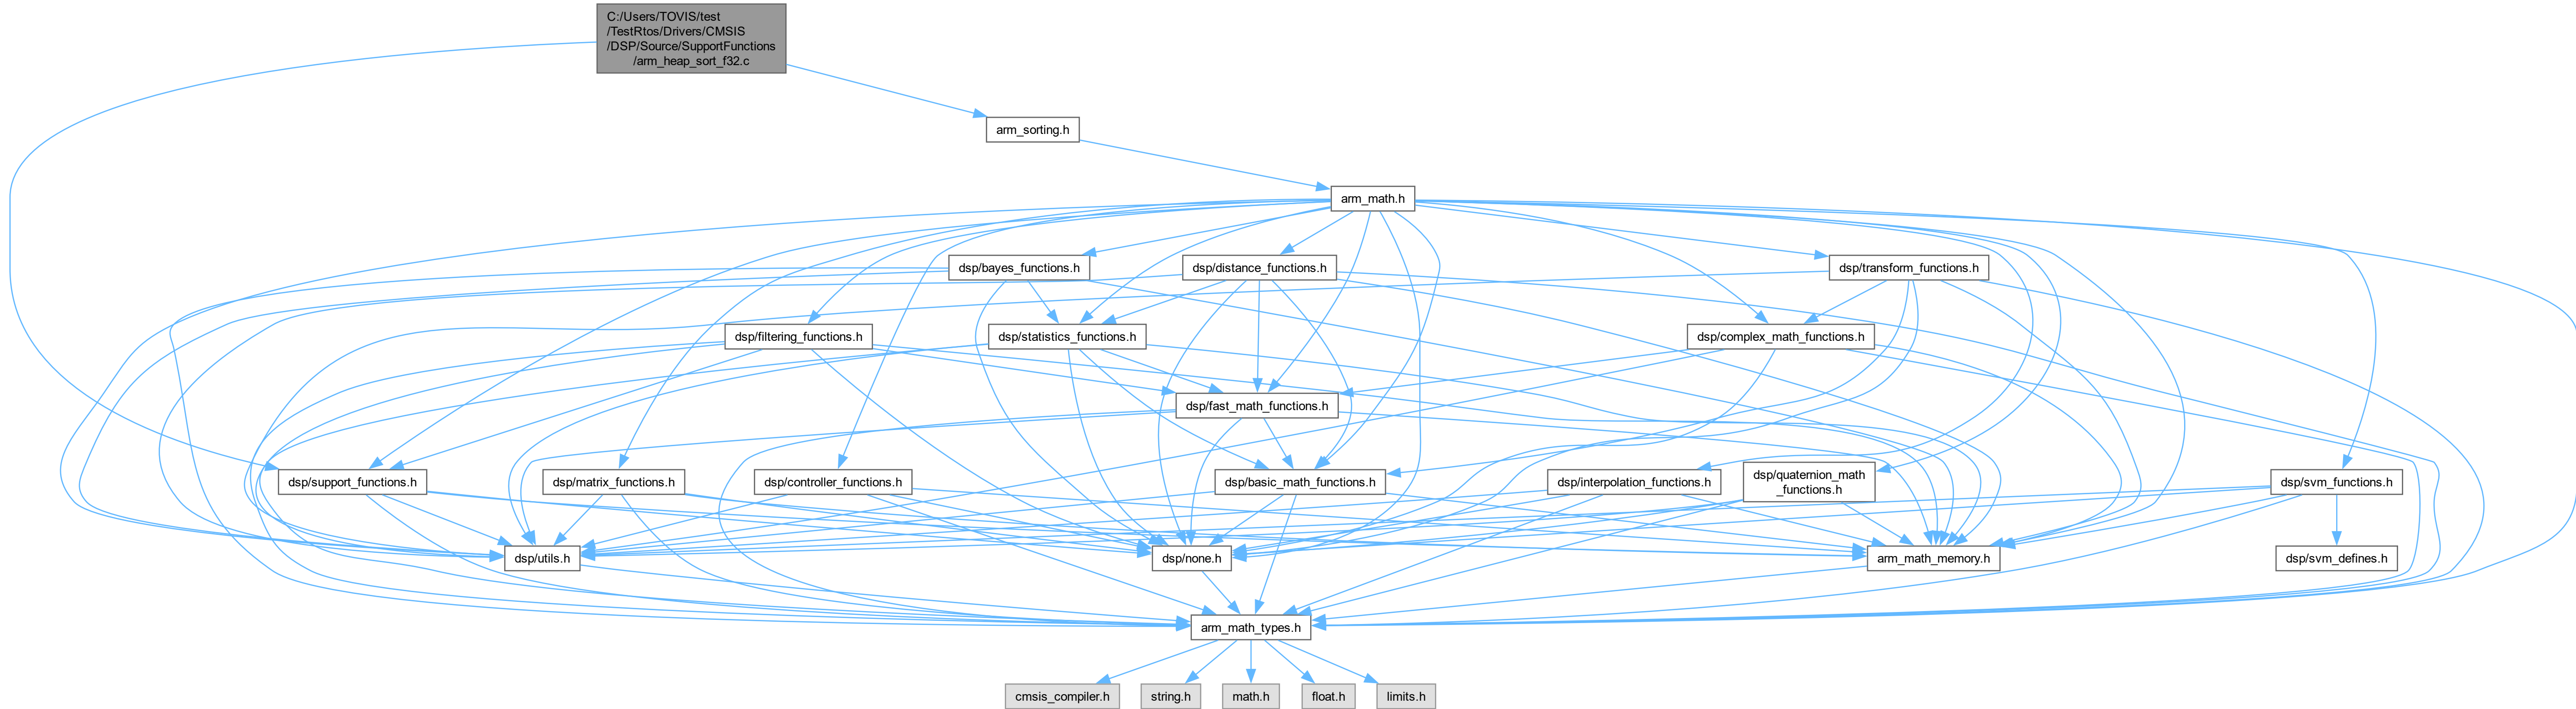 C:/Users/TOVIS/test
/TestRtos/Drivers/CMSIS
/DSP/Source/SupportFunctions
/arm_heap_sort_f32.c
arm_sorting.h
arm_math.h
dsp/bayes_functions.h
dsp/distance_functions.h
dsp/transform_functions.h
dsp/filtering_functions.h
dsp/statistics_functions.h
dsp/complex_math_functions.h
dsp/fast_math_functions.h
dsp/support_functions.h
dsp/matrix_functions.h
dsp/controller_functions.h
dsp/basic_math_functions.h
dsp/interpolation_functions.h
dsp/quaternion_math
_functions.h
dsp/svm_functions.h
dsp/utils.h
dsp/none.h
arm_math_memory.h
dsp/svm_defines.h
arm_math_types.h
cmsis_compiler.h
string.h
math.h
float.h
limits.h